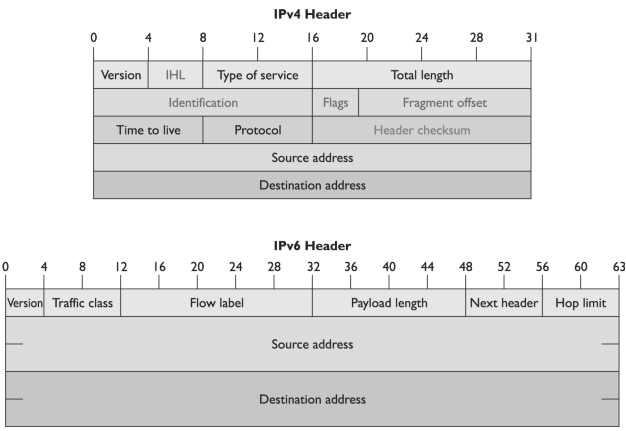 IPv4 Header
0 4 8 12 16 20 24 28 31
Version IHL Type of service Total length
Identification Flags Fragment offset
Time to live Protocol Header checksum
Source address
Destination address
IPv6 Header
0 4 8 12 16 20 24 28 32 36 40 44 48 52 56 60 63
Version Traffic class Flow label Payload length Next header Hop limit
Source address
Destination address